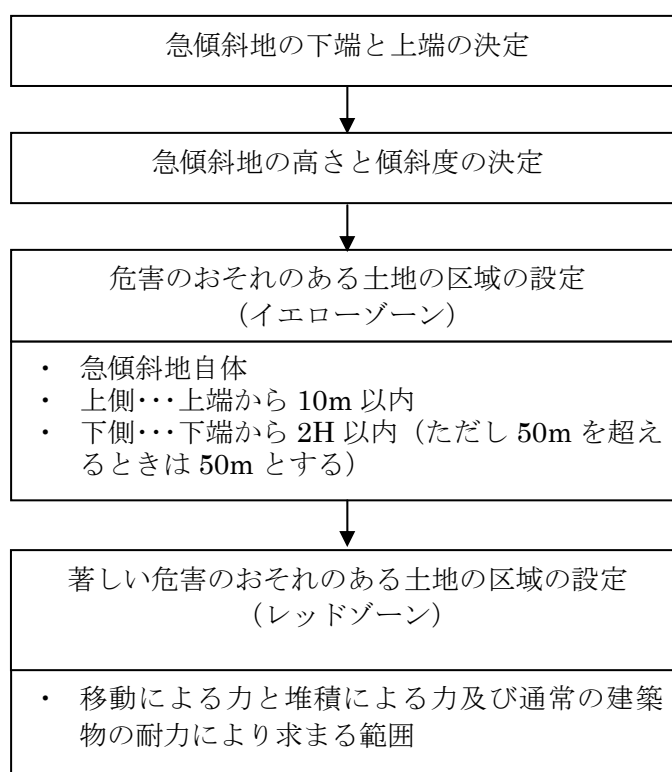 急傾斜地の下端と上端の決定
急傾斜地の高さと傾斜度の決定
危害のおそれのある土地の区域の設定
(イエローゾーン)
・ 急傾斜地自体
・ 上側・・・上端から 10m 以内
・ 下側・・・下端から 2H 以内（ただし 50m を超え
るときは 50m とする）
著しい危害のおそれのある土地の区域の設定
(レッドゾーン)
・ 移動による力と堆積による力及び通常の建築
物の耐力により求まる範囲